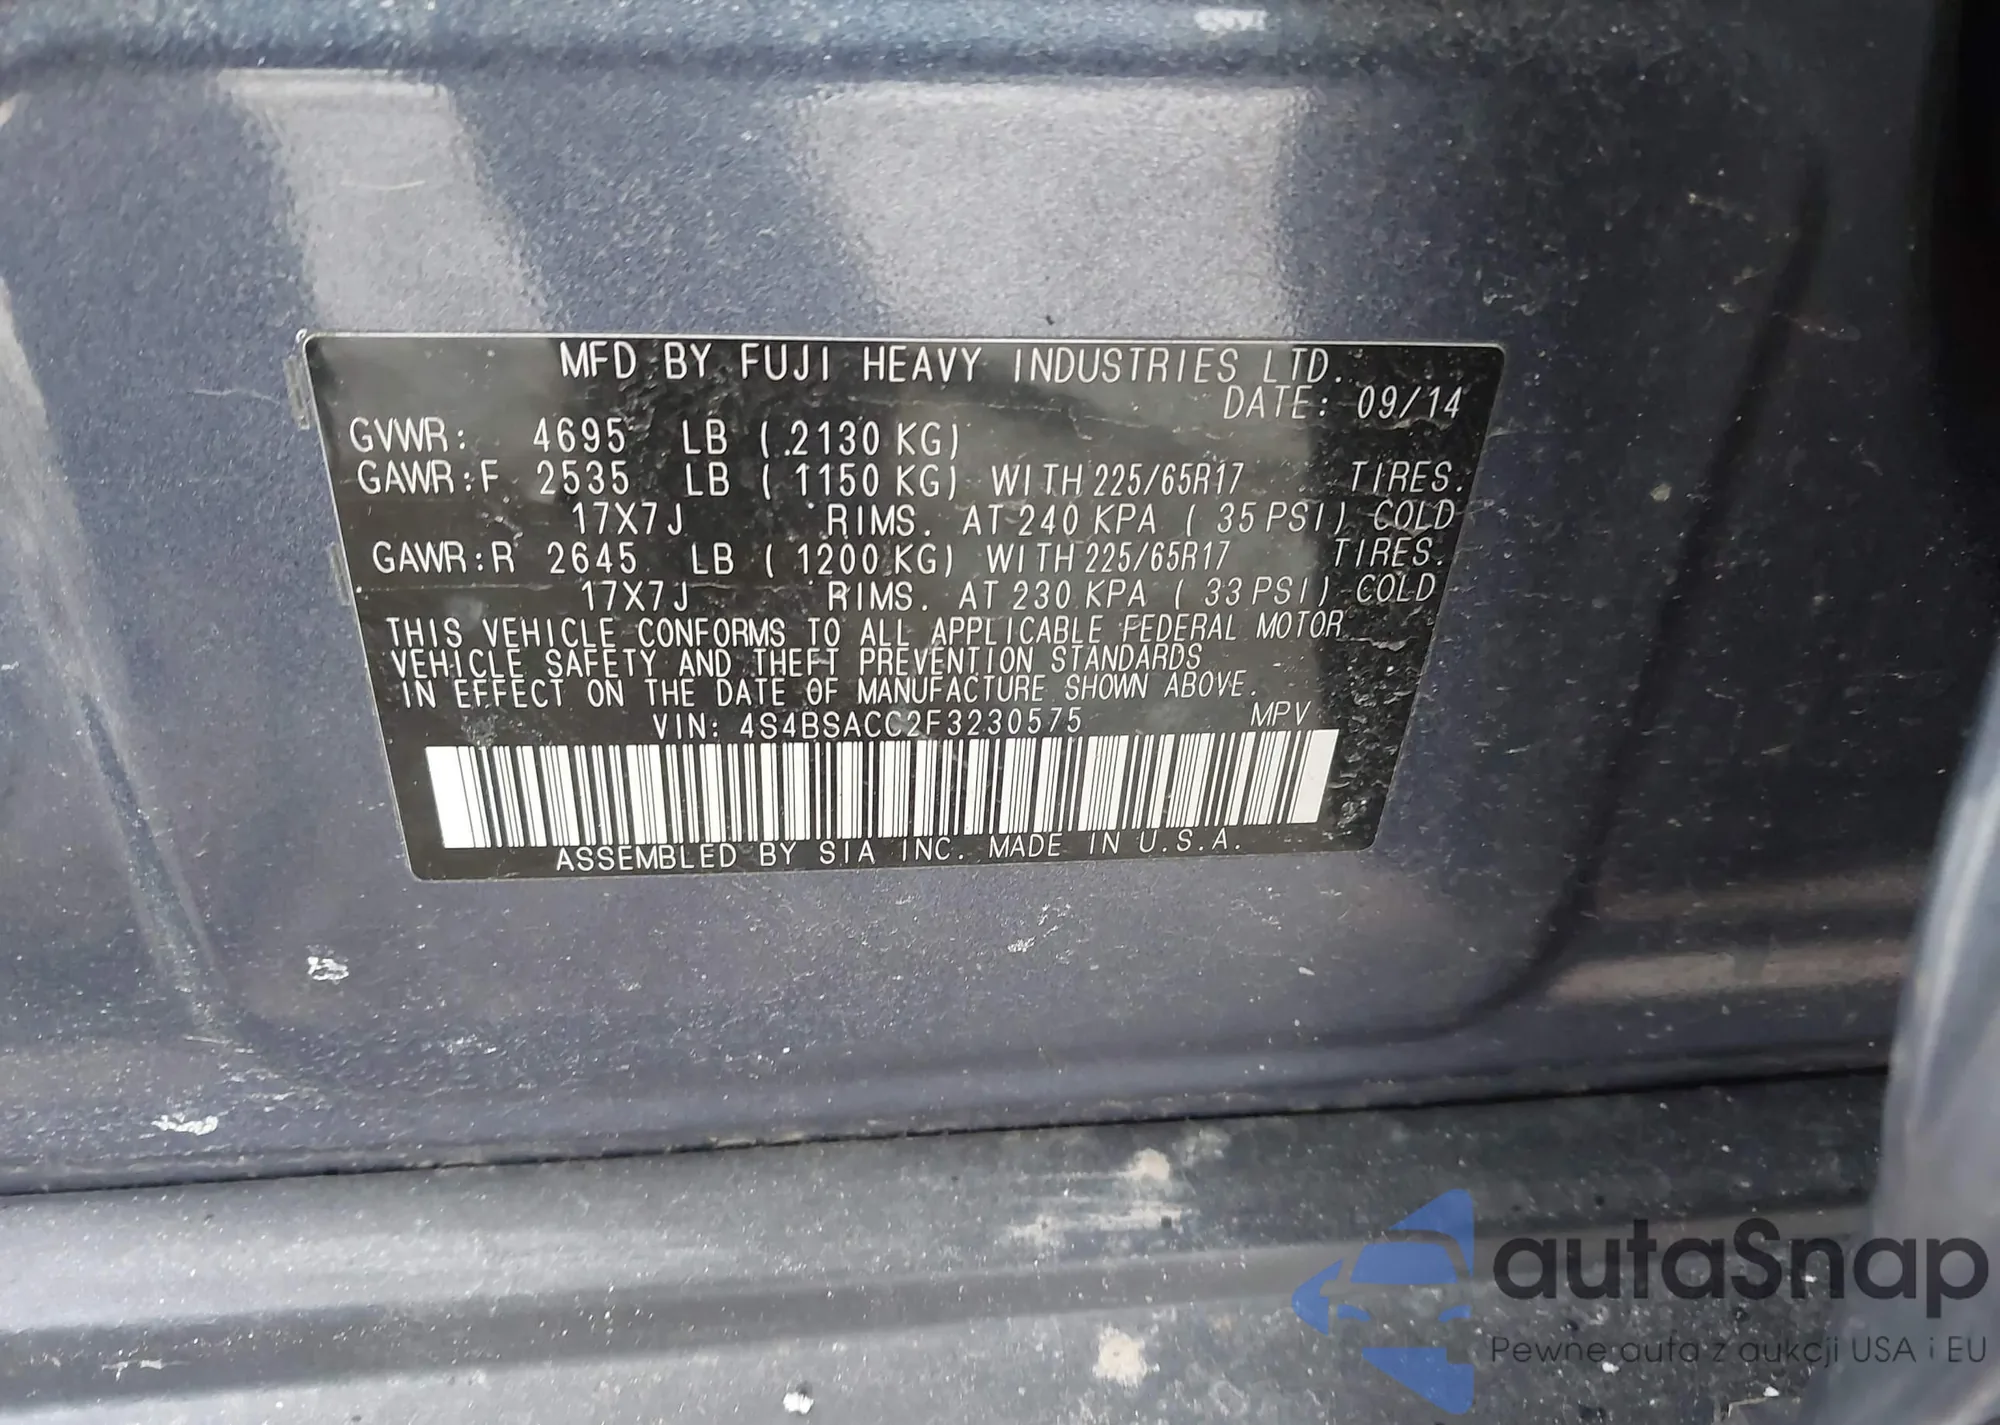 MFD BY FUJI HEAVY INDUSTRIES LTD.
DATE: 09/14
GVWR: 4695 LB (.2130 KG)
GAWR:F 2535 LB ( 1150 KG) WITH 225/65R17 TIRES.
17X7J RIMS. AT 240 KPA ( 35 PSI) COLD
GAWR:R 2645 LB ( 1200 KG) WITH 225/65R17 TIRES.
17X7J RIMS. AT 230 KPA ( 33 PSI) COLD
THIS VEHICLE CONFORMS TO ALL APPLICABLE FEDERAL MOTOR
VEHICLE SAFETY AND THEFT PREVENTION STANDARDS
IN EFFECT ON THE DATE OF MANUFACTURE SHOWN ABOVE.
VIN: 4S4BSACC2F3230575 MPV
ASSEMBLED BY SIA INC. MADE IN U.S.A.
autaSnap
Pewne auta z aukcji USA i EU